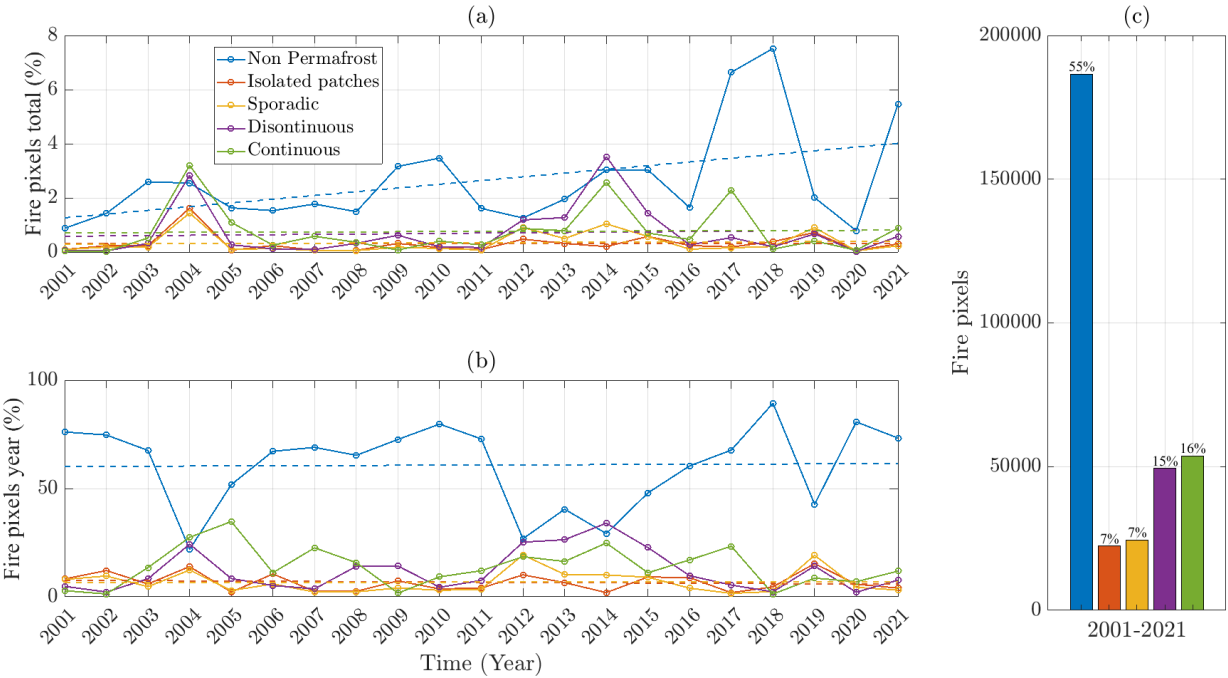 (a)
Fire pixels total (%)
8
6
4
2
0
Non Permafrost
Isolated patches
Sporadic
Disontinuous
Continuous
2001 2002 2003 2004 2005 2006 2007 2008 2009 2010 2011 2012 2013 2014 2015 2016 2017 2018 2019 2020 2021
(b)
Fire pixels year (%)
100
50
0
2001 2002 2003 2004 2005 2006 2007 2008 2009 2010 2011 2012 2013 2014 2015 2016 2017 2018 2019 2020 2021
Time (Year)
(c)
Fire pixels
200000
150000
100000
50000
0
55%
7%
7%
15%
16%
2001-2021